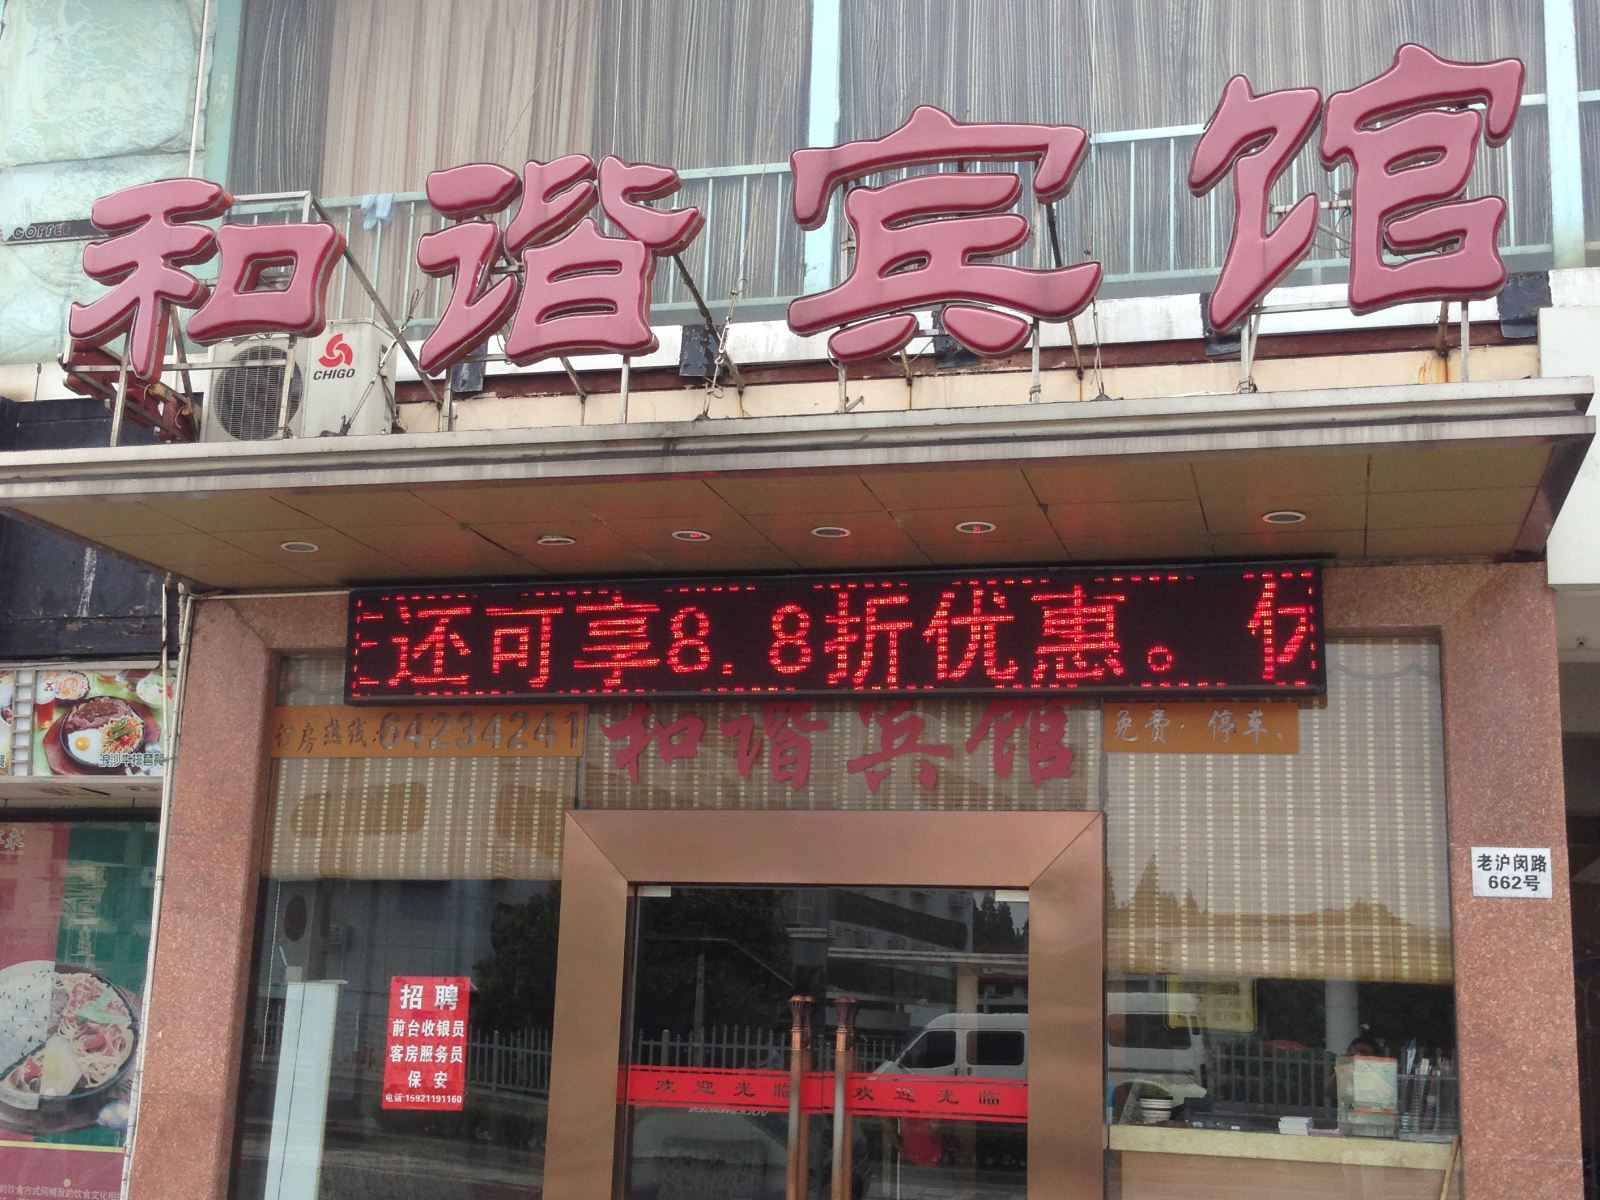 和谐宾馆
COFFEE
CHIGO
还可享8.8折优惠。
订房热线:64234241
和谐宾馆
免费:停车、
老沪闵路
662号
招聘
前台收银员
客房服务员
保安
电话:15921191160
欢迎光临 欢迎光临